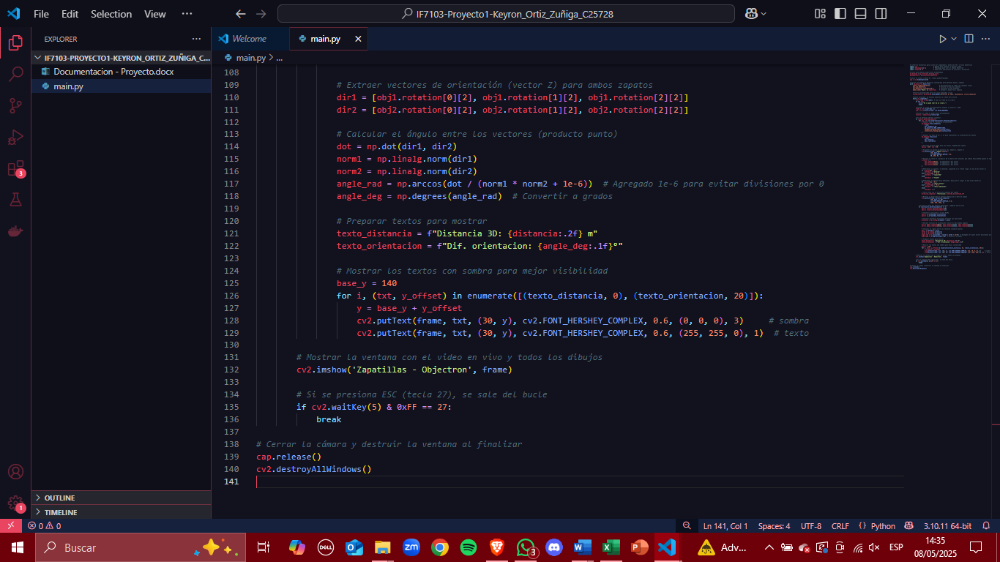 File Edit Selection View ···
IF7103-Proyecto1-Keyron_Ortiz_Zuñiga_C25728
EXPLORER ···
IF7103-PROYECTO1-KEYRON_ORTIZ_ZUÑIGA_C...
Documentacion - Proyecto.docx
main.py
OUTLINE
TIMELINE
Welcome main.py
main.py > ...
108
109 # Extraer vectores de orientación (vector Z) para ambos zapatos
110 dir1 = [obj1.rotation[0][2], obj1.rotation[1][2], obj1.rotation[2][2]]
111 dir2 = [obj2.rotation[0][2], obj2.rotation[1][2], obj2.rotation[2][2]]
112
113 # Calcular el ángulo entre los vectores (producto punto)
114 dot = np.dot(dir1, dir2)
115 norm1 = np.linalg.norm(dir1)
116 norm2 = np.linalg.norm(dir2)
117 angle_rad = np.arccos(dot / (norm1 * norm2 + 1e-6))  # Agregado 1e-6 para evitar divisiones por 0
118 angle_deg = np.degrees(angle_rad)  # Convertir a grados
119
120 # Preparar textos para mostrar
121 texto_distancia = f"Distancia 3D: {distancia:.2f} m"
122 texto_orientacion = f"Dif. orientacion: {angle_deg:.1f}°"
123
124 # Mostrar los textos con sombra para mejor visibilidad
125 base_y = 140
126 for i, (txt, y_offset) in enumerate([(texto_distancia, 0), (texto_orientacion, 20)]):
127 y = base_y + y_offset
128 cv2.putText(frame, txt, (30, y), cv2.FONT_HERSHEY_COMPLEX, 0.6, (0, 0, 0), 3)     # sombra
129 cv2.putText(frame, txt, (30, y), cv2.FONT_HERSHEY_COMPLEX, 0.6, (255, 255, 0), 1)  # texto
130
131 # Mostrar la ventana con el video en vivo y todos los dibujos
132 cv2.imshow('Zapatillas - Objectron', frame)
133
134 # Si se presiona ESC (tecla 27), se sale del bucle
135 if cv2.waitKey(5) & 0xFF == 27:
136 break
137
138 # Cerrar la cámara y destruir la ventana al finalizar
139 cap.release()
140 cv2.destroyAllWindows()
141
3
1
0 0
Ln 141, Col 1 Spaces: 4 UTF-8 CRLF {} Python 3.10.11 64-bit
Buscar
DELL
zm
3
Adv...
ESP
14:35
08/05/2025